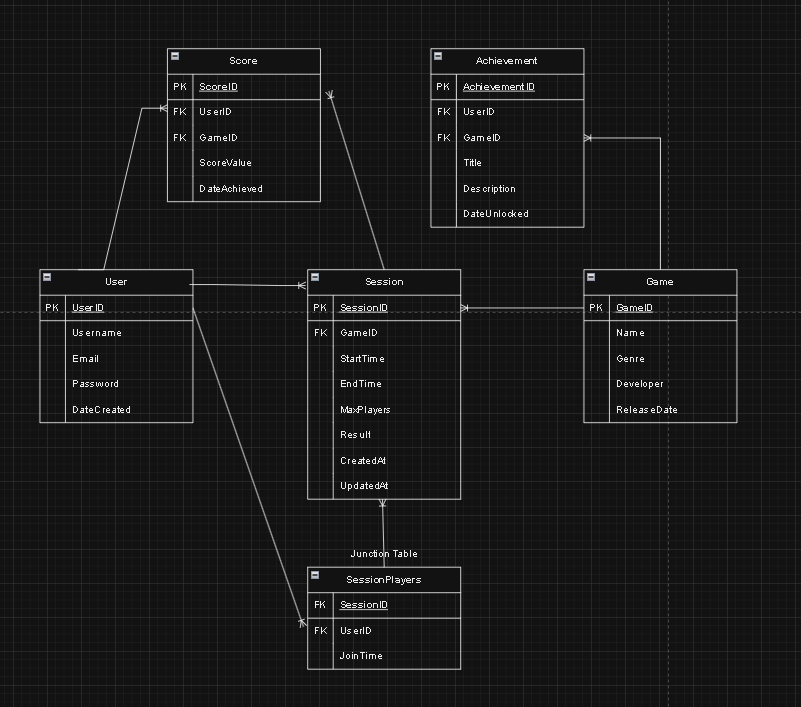 Score
PK ScoreID
FK UserID
FK GameID
ScoreValue
DateAchieved
Achievement
PK AchievementID
FK UserID
FK GameID
Title
Description
DateUnlocked
User
PK UserID
Username
Email
Password
DateCreated
Session
PK SessionID
FK GameID
StartTime
EndTime
MaxPlayers
Result
CreatedAt
UpdatedAt
Game
PK GameID
Name
Genre
Developer
ReleaseDate
Junction Table
SessionPlayers
FK SessionID
FK UserID
JoinTime